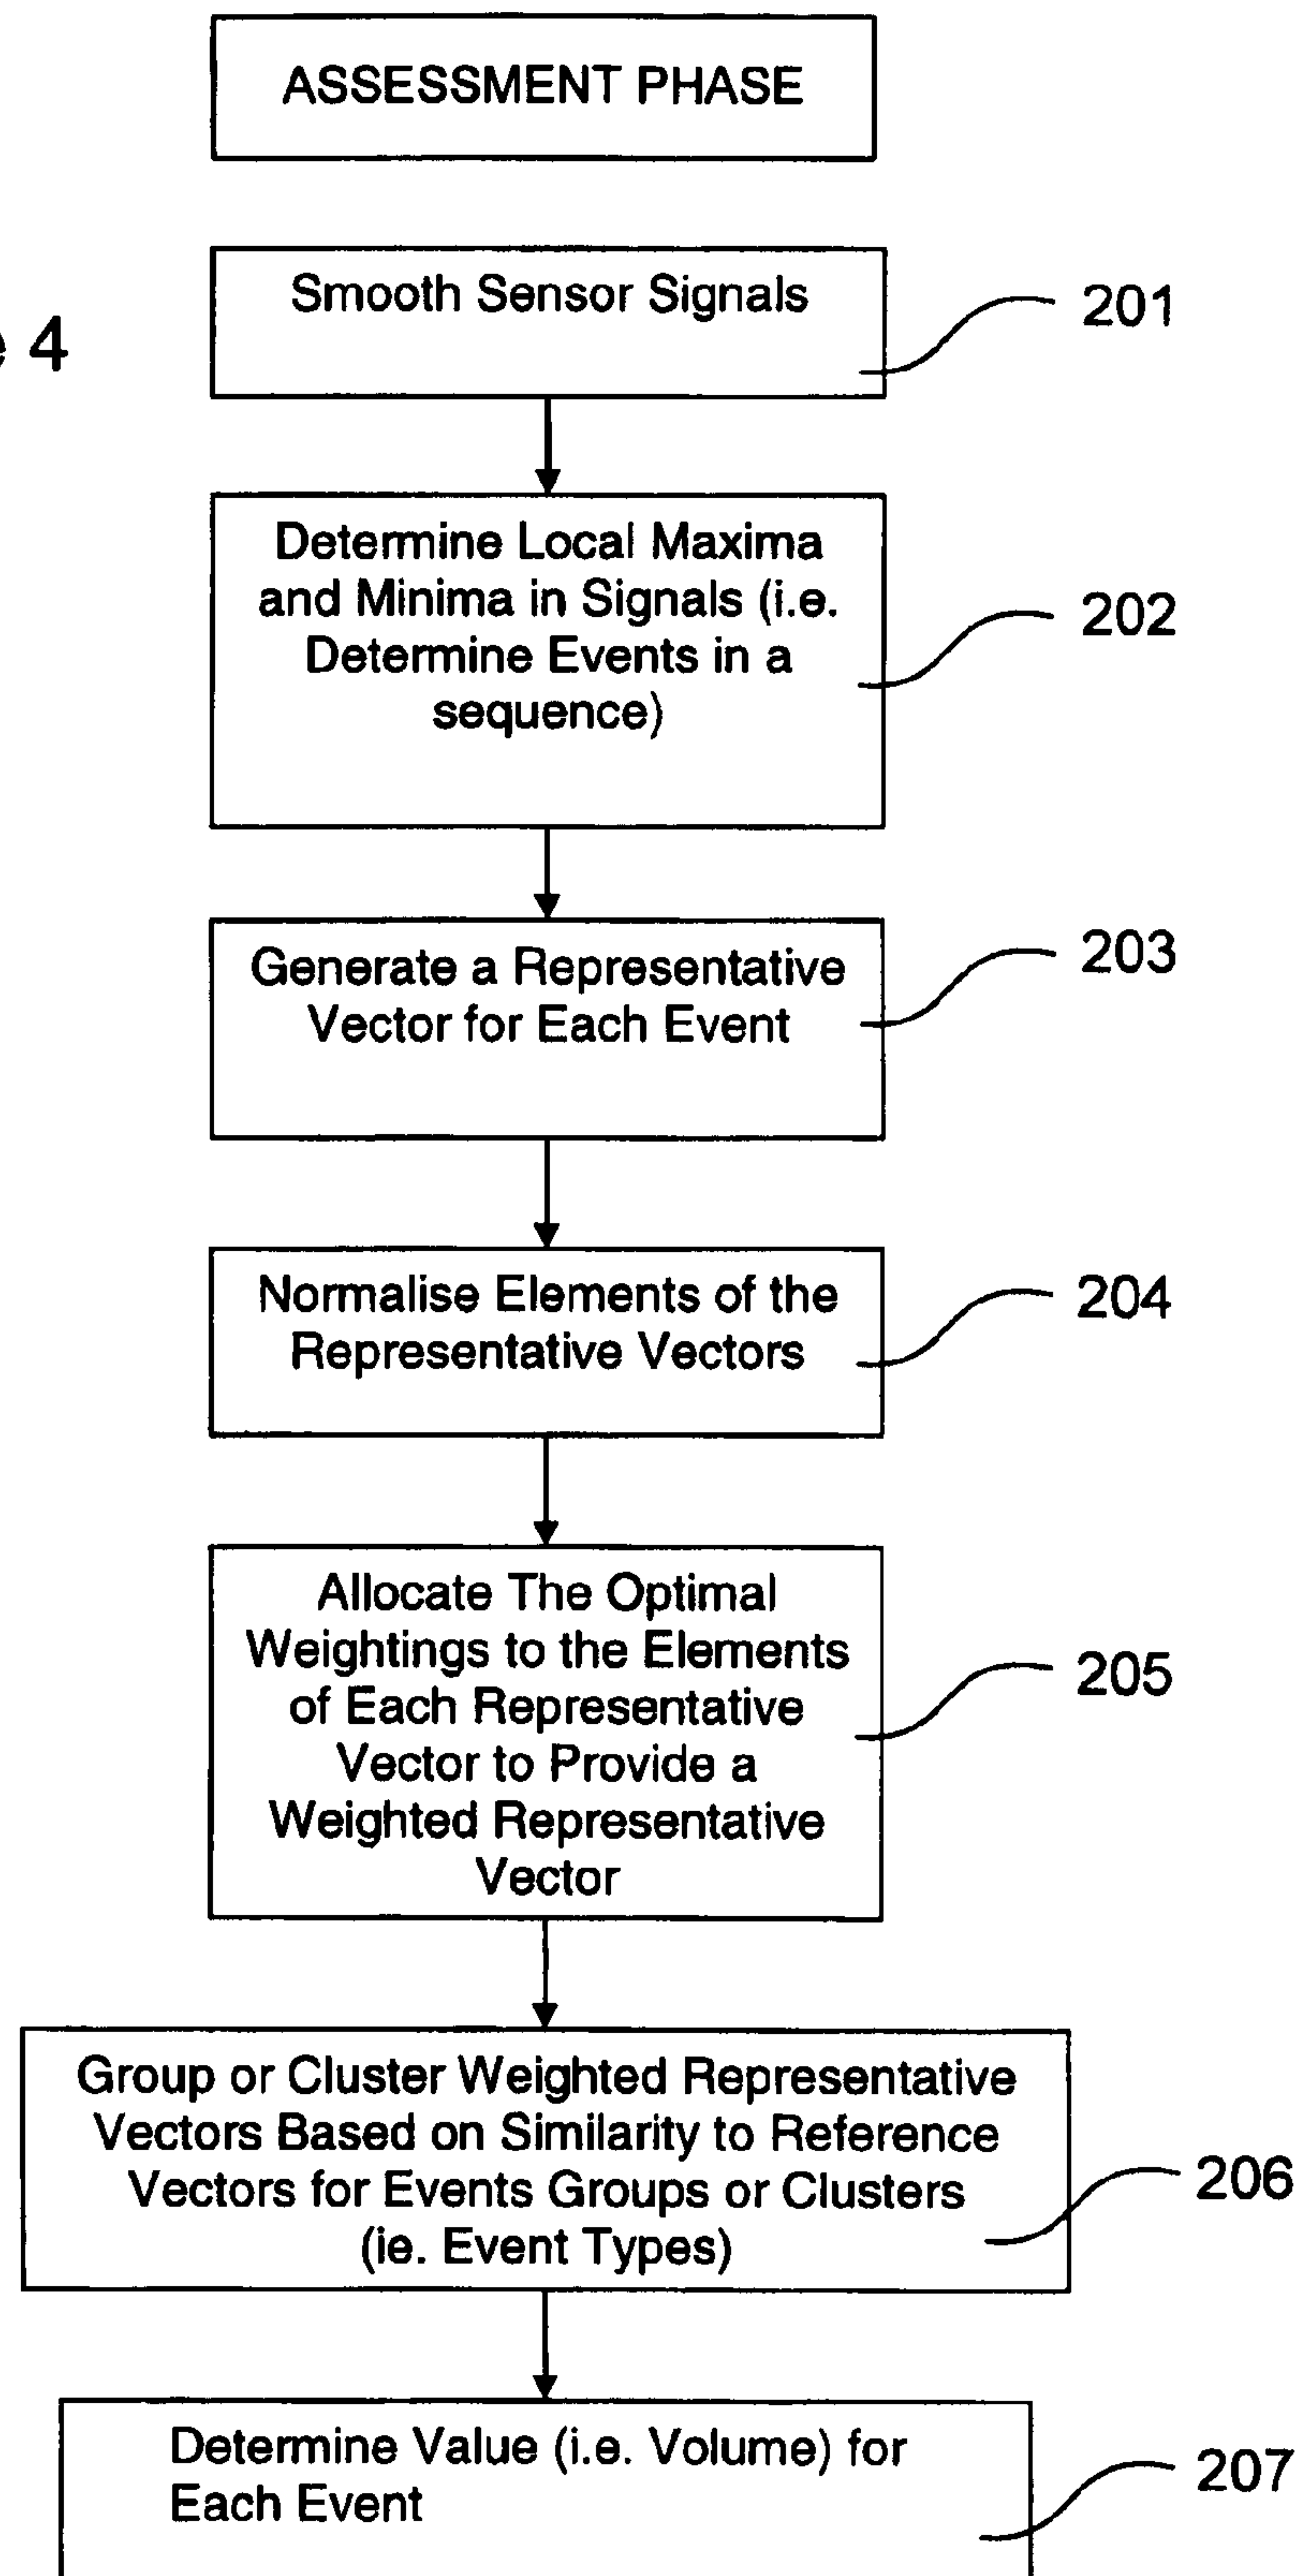 ASSESSMENT PHASE
Smooth Sensor Signals
201
4
Determine Local Maxima
and Minima in Signals (i.e.
Determine Events in a
sequence)
202
Generate a Representative
Vector for Each Event
203
Normalise Elements of the
Representative Vectors
204
Allocate The Optimal
Weightings to the Elements
of Each Representative
Vector to Provide a
Weighted Representative
Vector
205
Group or Cluster Weighted Representative
Vectors Based on Similarity to Reference
Vectors for Events Groups or Clusters
(ie. Event Types)
206
Determine Value (i.e. Volume) for
Each Event
207